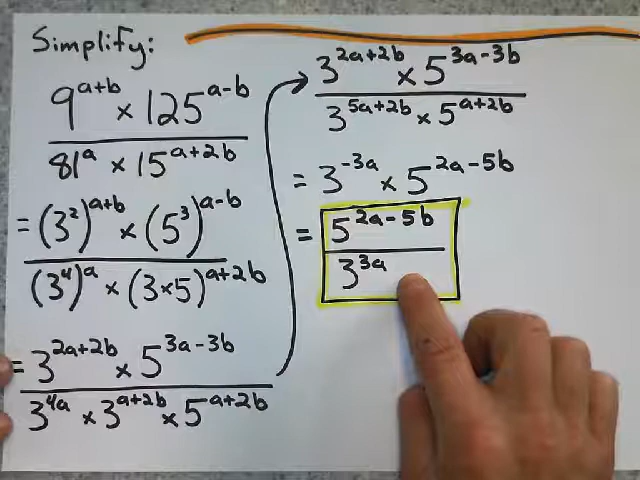 Simplify:
9^(a+b) × 125^(a-b)
81^a × 15^(a+2b)
= (3^2)^(a+b) × (5^3)^(a-b)
(3^4)^a × (3×5)^(a+2b)
= 3^(2a+2b) × 5^(3a-3b)
3^(4a) × 3^(a+2b) × 5^(a+2b)
3^(2a+2b) × 5^(3a-3b)
3^(5a+2b) × 5^(a+2b)
= 3^(-3a) × 5^(2a-5b)
= 5^(2a-5b)
3^(3a)